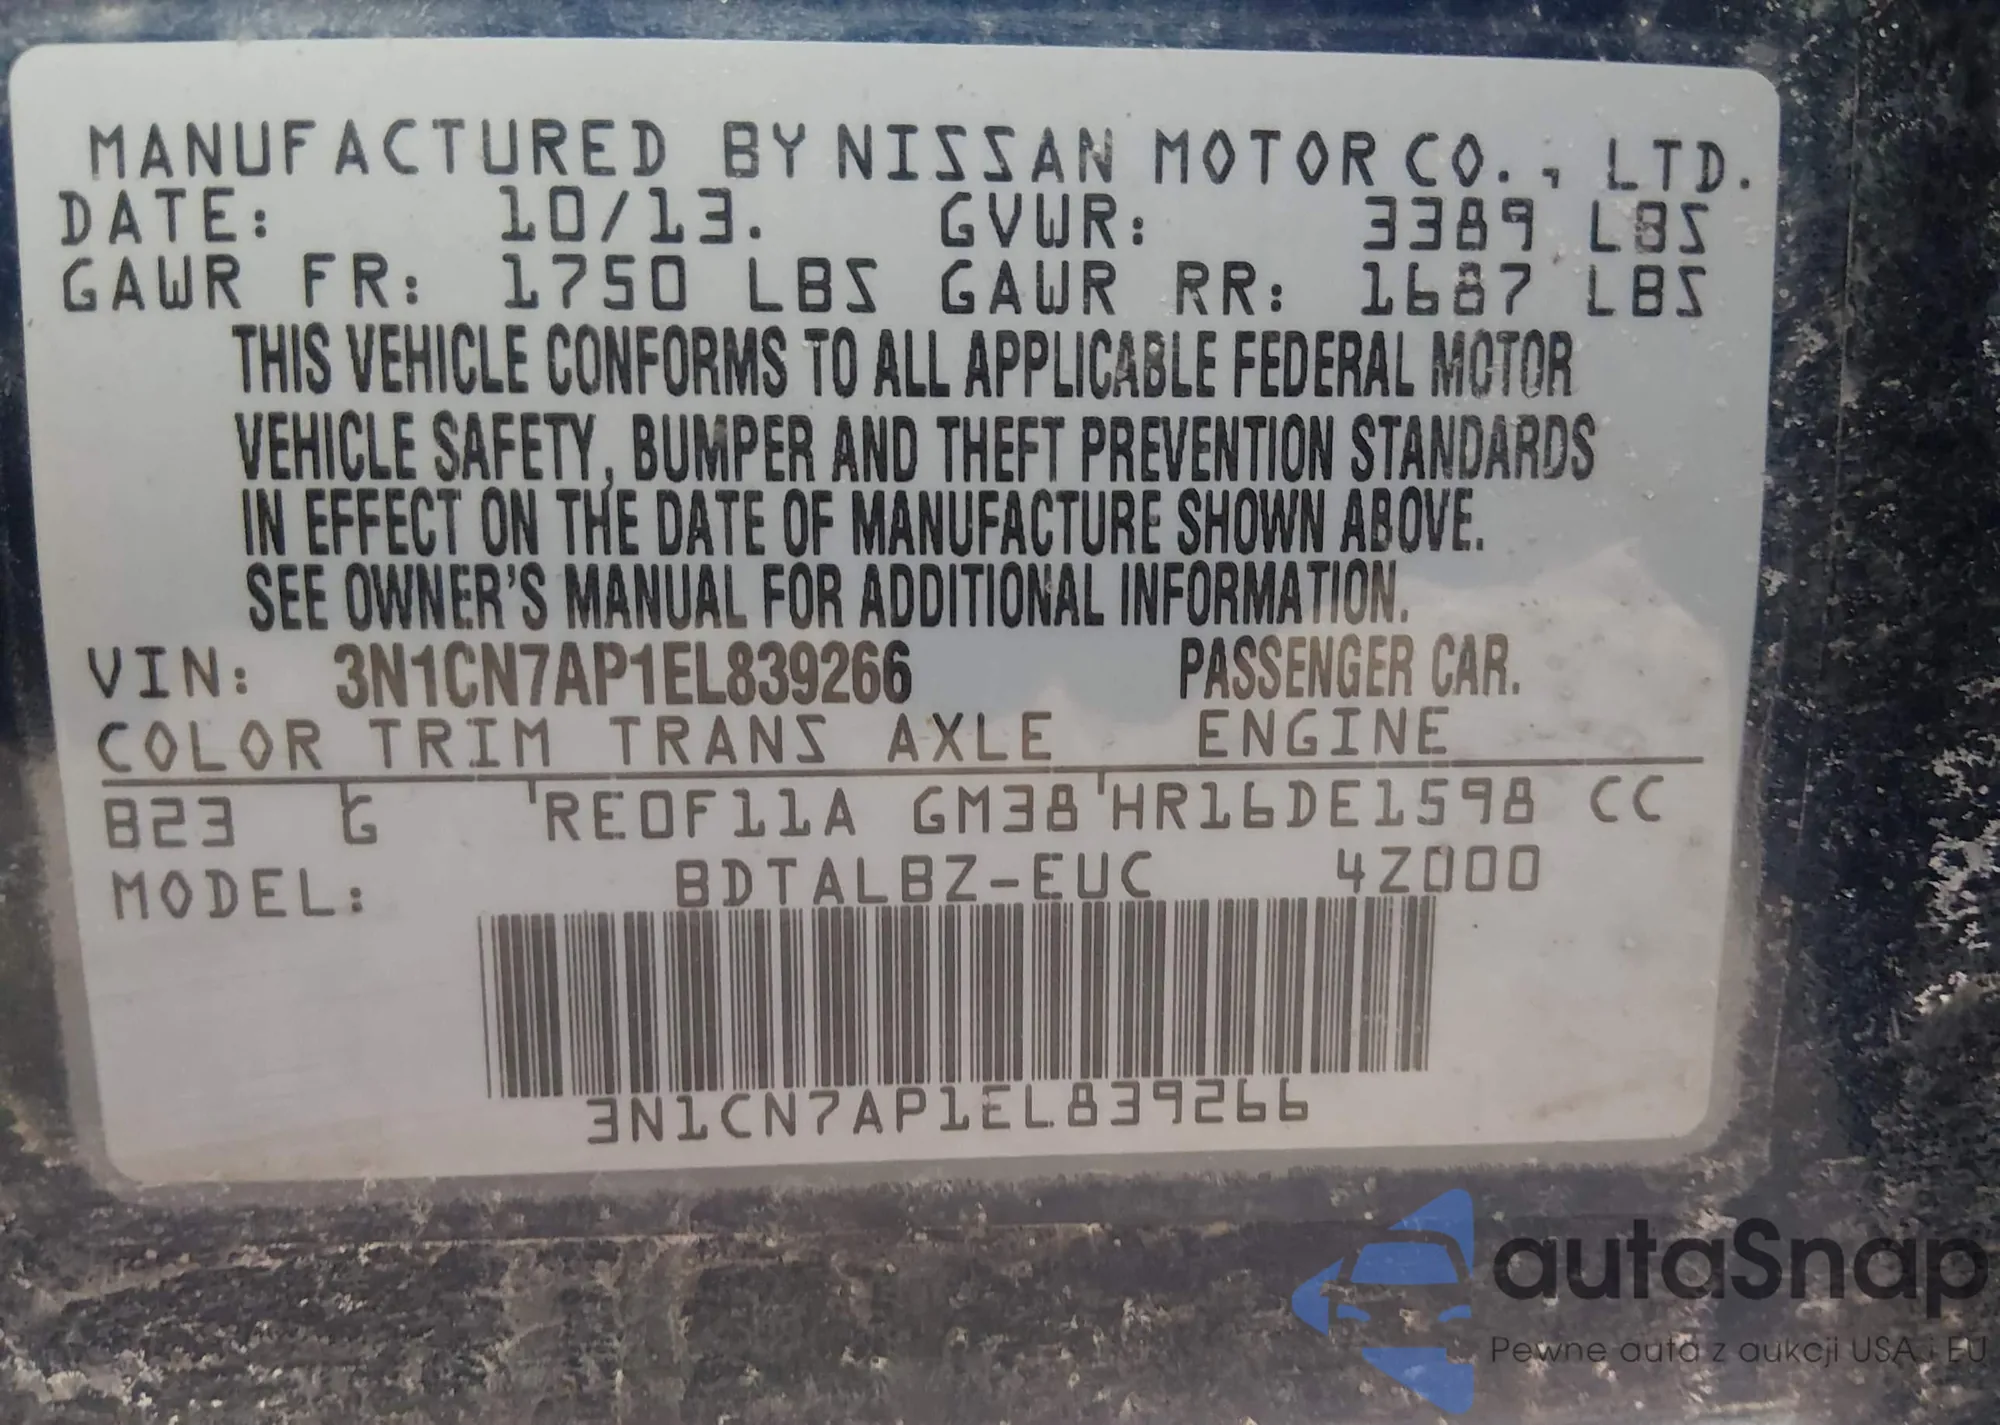 MANUFACTURED BY NISSAN MOTOR CO., LTD.
DATE: 10/13. GVWR: 3389 LBS
GAWR FR: 1750 LBS GAWR RR: 1687 LBS
THIS VEHICLE CONFORMS TO ALL APPLICABLE FEDERAL MOTOR
VEHICLE SAFETY, BUMPER AND THEFT PREVENTION STANDARDS
IN EFFECT ON THE DATE OF MANUFACTURE SHOWN ABOVE.
SEE OWNER'S MANUAL FOR ADDITIONAL INFORMATION.
VIN: 3N1CN7AP1EL839266 PASSENGER CAR.
COLOR TRIM TRANS AXLE ENGINE
B23 G RE0F11A GM38 HR16DE1598 CC
MODEL: BDTALBZ-EUC 4Z000
3N1CN7AP1EL839266
autaSnap
Pewne auta z aukcji USA i EU